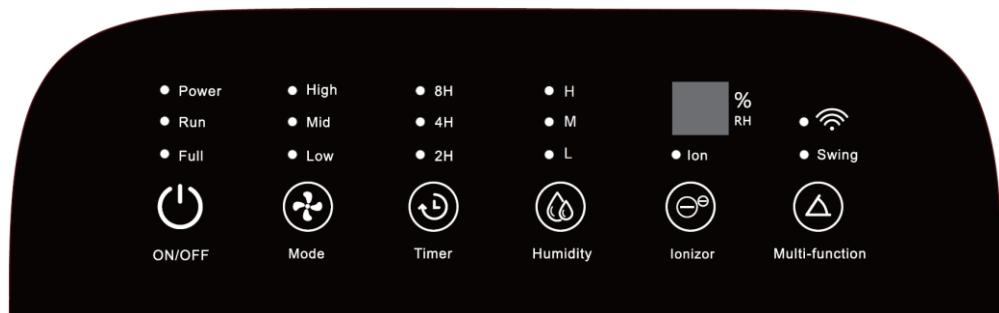 Power High 8H H %
RH
Run Mid 4H M
Full Low 2H L Ion Swing
ON/OFF Mode Timer Humidity Ionizor Multi-function